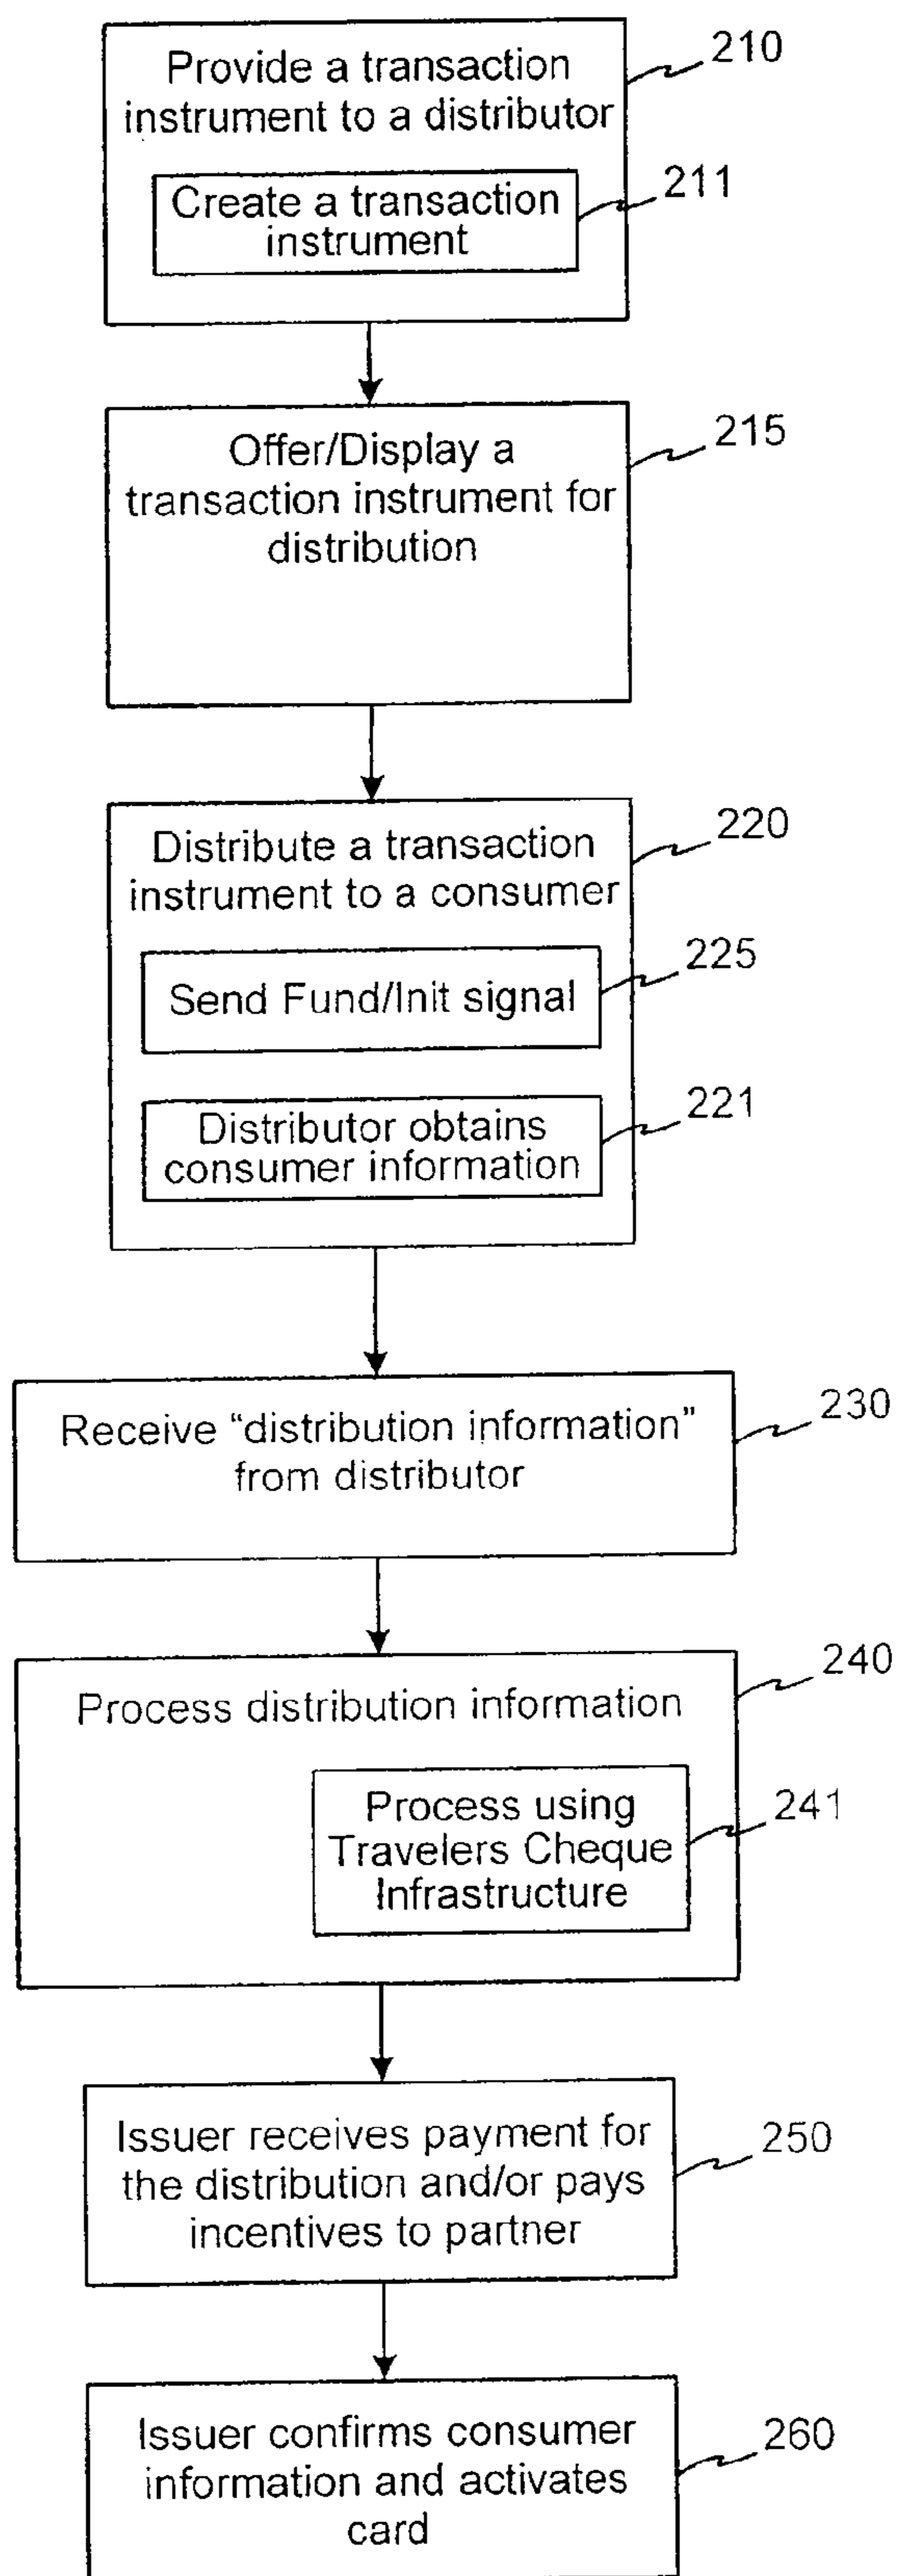 Provide a transaction
instrument to a distributor
210
Create a transaction
instrument
211
Offer/Display a
transaction instrument for
distribution
215
Distribute a transaction
instrument to a consumer
220
Send Fund/Init signal
225
Distributor obtains
consumer information
221
Receive “distribution information”
from distributor
230
Process distribution information
240
Process using
Travelers Cheque
Infrastructure
241
Issuer receives payment for
the distribution and/or pays
incentives to partner
250
Issuer confirms consumer
information and activates
card
260